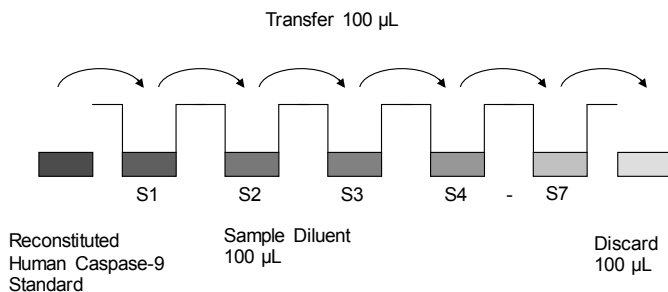 Transfer 100 µL
S1 S2 S3 S4 - S7
Reconstituted
Human Caspase-9
Standard
Sample Diluent
100 µL
Discard
100 µL